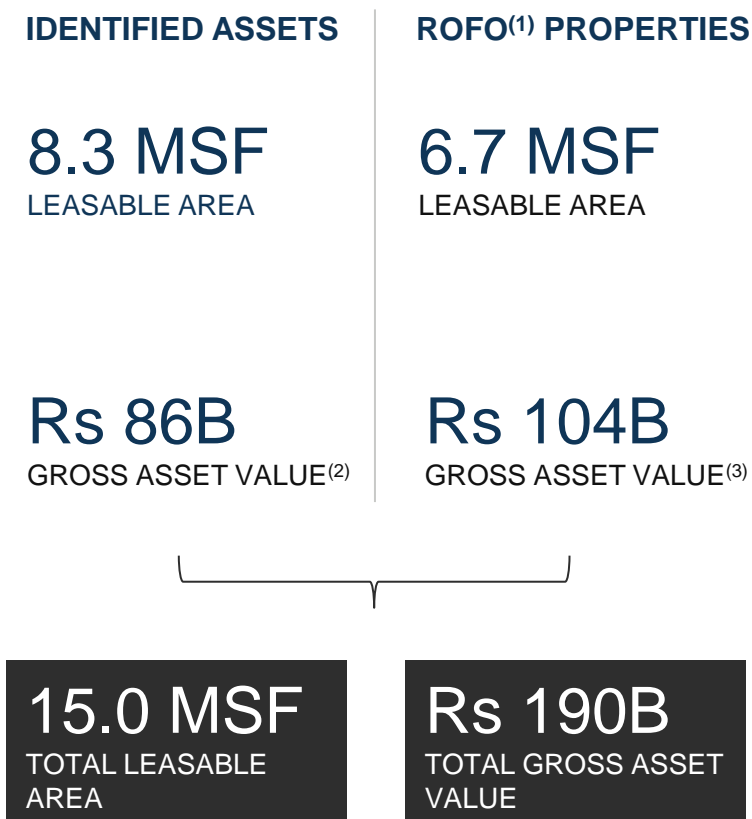 IDENTIFIED ASSETS
8.3 MSF
LEASABLE AREA
Rs 86B
GROSS ASSET VALUE(2)
ROFO(1) PROPERTIES
6.7 MSF
LEASABLE AREA
Rs 104B
GROSS ASSET VALUE(3)
15.0 MSF
TOTAL LEASABLE
AREA
Rs 190B
TOTAL GROSS ASSET
VALUE